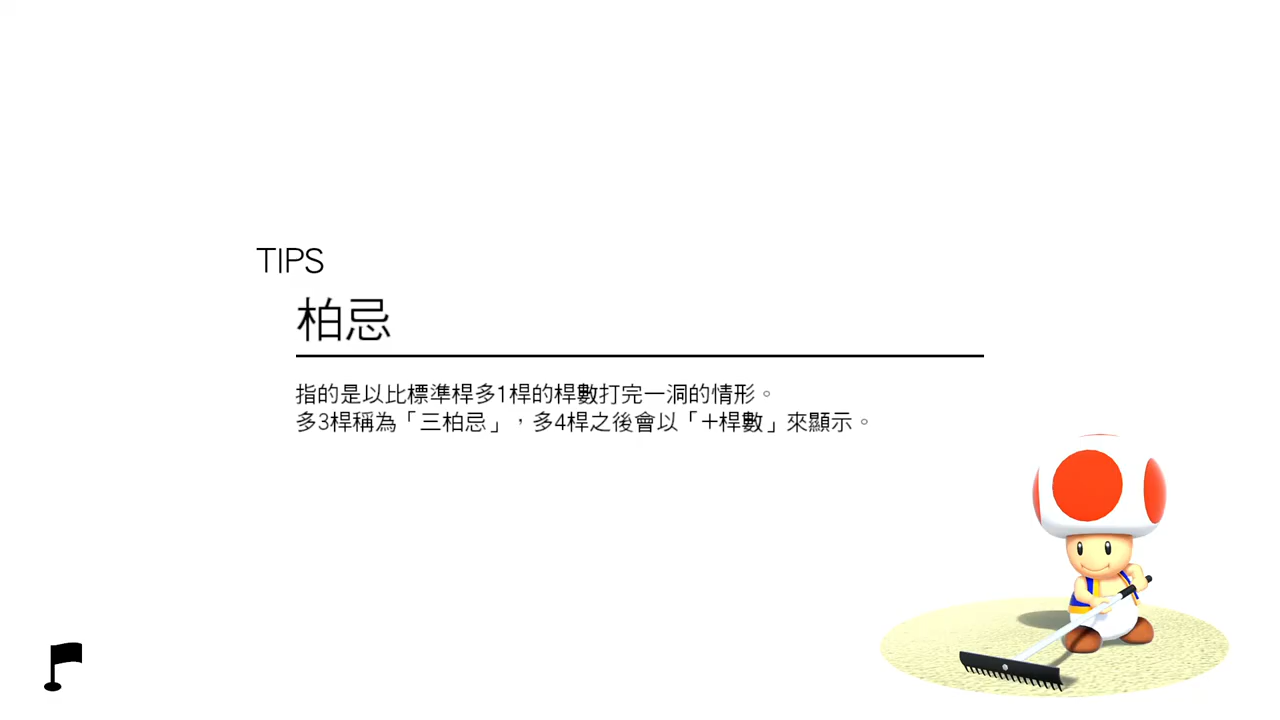 TIPS
柏忌
指的是以比標準桿多1桿的桿數打完一洞的情形。
多3桿稱為「三柏忌」，多4桿之後會以「＋桿數」來顯示。